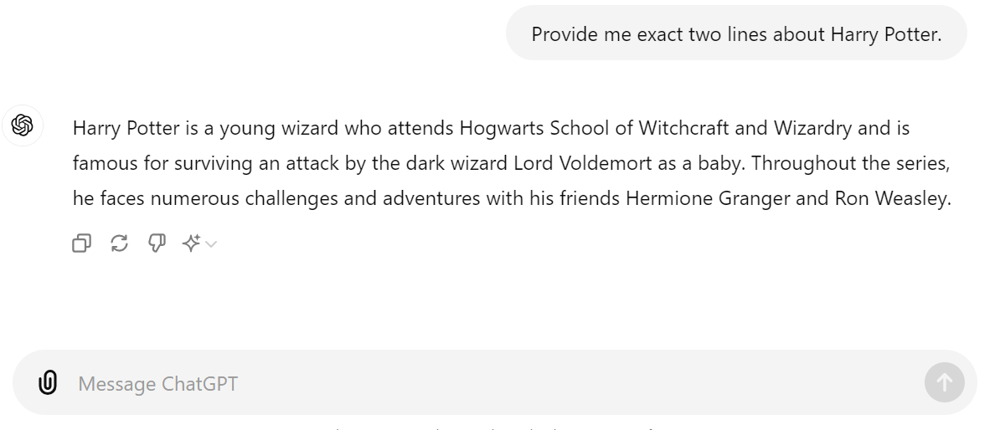 Provide me exact two lines about Harry Potter.
Harry Potter is a young wizard who attends Hogwarts School of Witchcraft and Wizardry and is
famous for surviving an attack by the dark wizard Lord Voldemort as a baby. Throughout the series,
he faces numerous challenges and adventures with his friends Hermione Granger and Ron Weasley.
Message ChatGPT